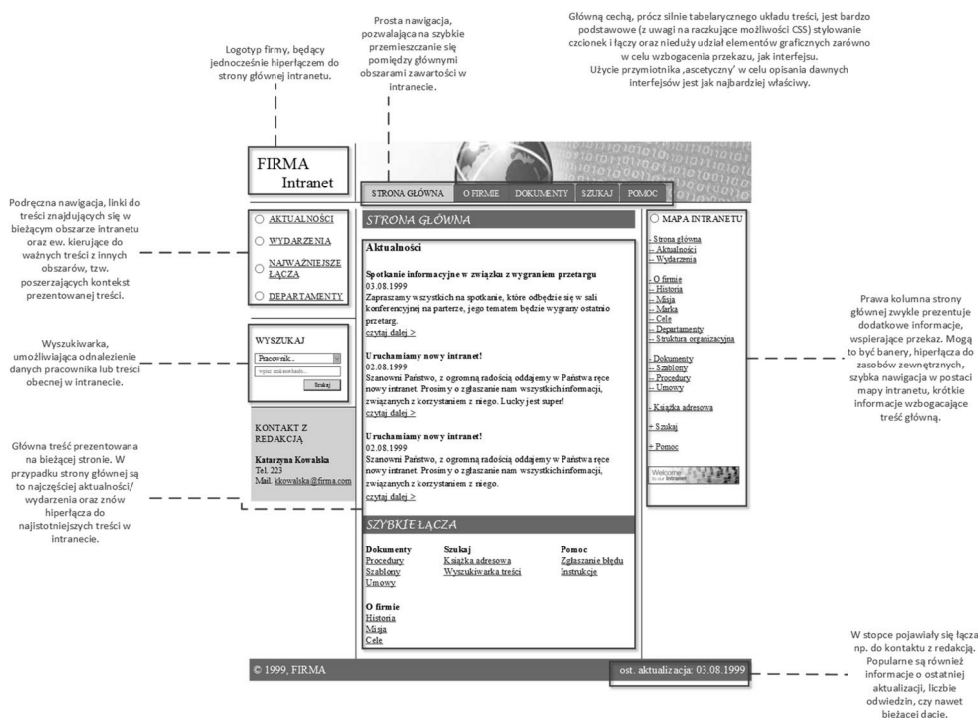 Prosta nawigacja,
pozwalająca na szybkie
przemieszczanie się
pomiędzy głównymi
obszarami zawartości w
intranecie.
Główną cechą, prócz silnie tabelarycznego układu treści, jest bardzo
podstawowe (z uwagi na raczkujące możliwości CSS) stylowanie
czcionek i łączy oraz nieduży udział elementów graficznych zarówno
w celu wzbogacenia przekazu, jak interfejsu.
Użycie przymiotnika ‚ascetyczny’ w celu opisania dawnych
interfejsów jest jak najbardziej właściwy.
Logotyp firmy, będący
jednocześnie hiperłączem do
strony głównej intranetu.
FIRMA
Intranet
STRONA GŁÓWNA O FIRMIE DOKUMENTY SZUKAJ POMOC
Podręczna nawigacja, linki do
treści znajdujących się w
bieżącym obszarze intranetu
oraz ew. kierujące do
ważnych treści z innych
obszarów, tzw.
poszerzających kontekst
prezentowanej treści.
AKTUALNOŚCI
WYDARZENIA
NAJWAŻNIEJSZE
ŁĄCZA
DEPARTAMENTY
Wyszukiwarka,
umożliwiająca odnalezienie
danych pracownika lub treści
obecnej w intranecie.
WYSZUKAJ
Pracownik...
Szukaj
KONTAKT Z
REDAKCJĄ
Katarzyna Kowalska
Tel. 223
Mail. kkowalska@firma.com
Główna treść prezentowana
na bieżącej stronie. W
przypadku strony głównej są
to najczęściej aktualności/
wydarzenia oraz znów
hiperłącza do
najistotniejszych treści w
intranecie.
STRONA GŁÓWNA
Aktualności
Spotkanie informacyjne w związku z wygraniem przetargu
03.08.1999
Zapraszamy wszystkich na spotkanie, które odbędzie się w sali
konferencyjnej na parterze, jego tematem będzie wygrany ostatnio
przetarg.
czytaj dalej >
Uruchamiamy nowy intranet!
02.08.1999
Szanowni Państwo, z ogromną radością oddajemy w Państwa ręce
nowy intranet. Prosimy o zgłaszanie nam wszystkich informacji,
związanych z korzystaniem z niego. Lucky jest super!
czytaj dalej >
Uruchamiamy nowy intranet!
02.08.1999
Szanowni Państwo, z ogromną radością oddajemy w Państwa ręce
nowy intranet. Prosimy o zgłaszanie nam wszystkich informacji,
związanych z korzystaniem z niego.
czytaj dalej >
SZYBKIE ŁĄCZA
Dokumenty Szukaj Pomoc
Procedury Książka adresowa Zgłaszanie błędu
Szablony Wyszukiwarka treści Instrukcje
Umowy
O firmie
Historia
Misja
Cele
MAPA INTRANETU
- Strona główna
-- Aktualności
-- Wydarzenia
- O firmie
-- Historia
-- Misja
-- Marka
-- Cele
-- Departamenty
-- Struktura organizacyjna
- Dokumenty
-- Szablony
-- Procedury
-- Umowy
- Książka adresowa
+ Szukaj
+ Pomoc
Welcome
to our Intranet
Prawa kolumna strony
głównej zwykle prezentuje
dodatkowe informacje,
wspierające przekaz. Mogą
to być banery, hiperłącza do
zasobów zewnętrznych,
szybka nawigacja w postaci
mapy intranetu, krótkie
informacje wzbogacające
treść główną.
© 1999, FIRMA ost. aktualizacja: 03.08.1999
W stopce pojawiały się łącza
np. do kontaktu z redakcją.
Popularne są również
informacje o ostatniej
aktualizacji, liczbie
odwiedzin, czy nawet
bieżącej dacie.